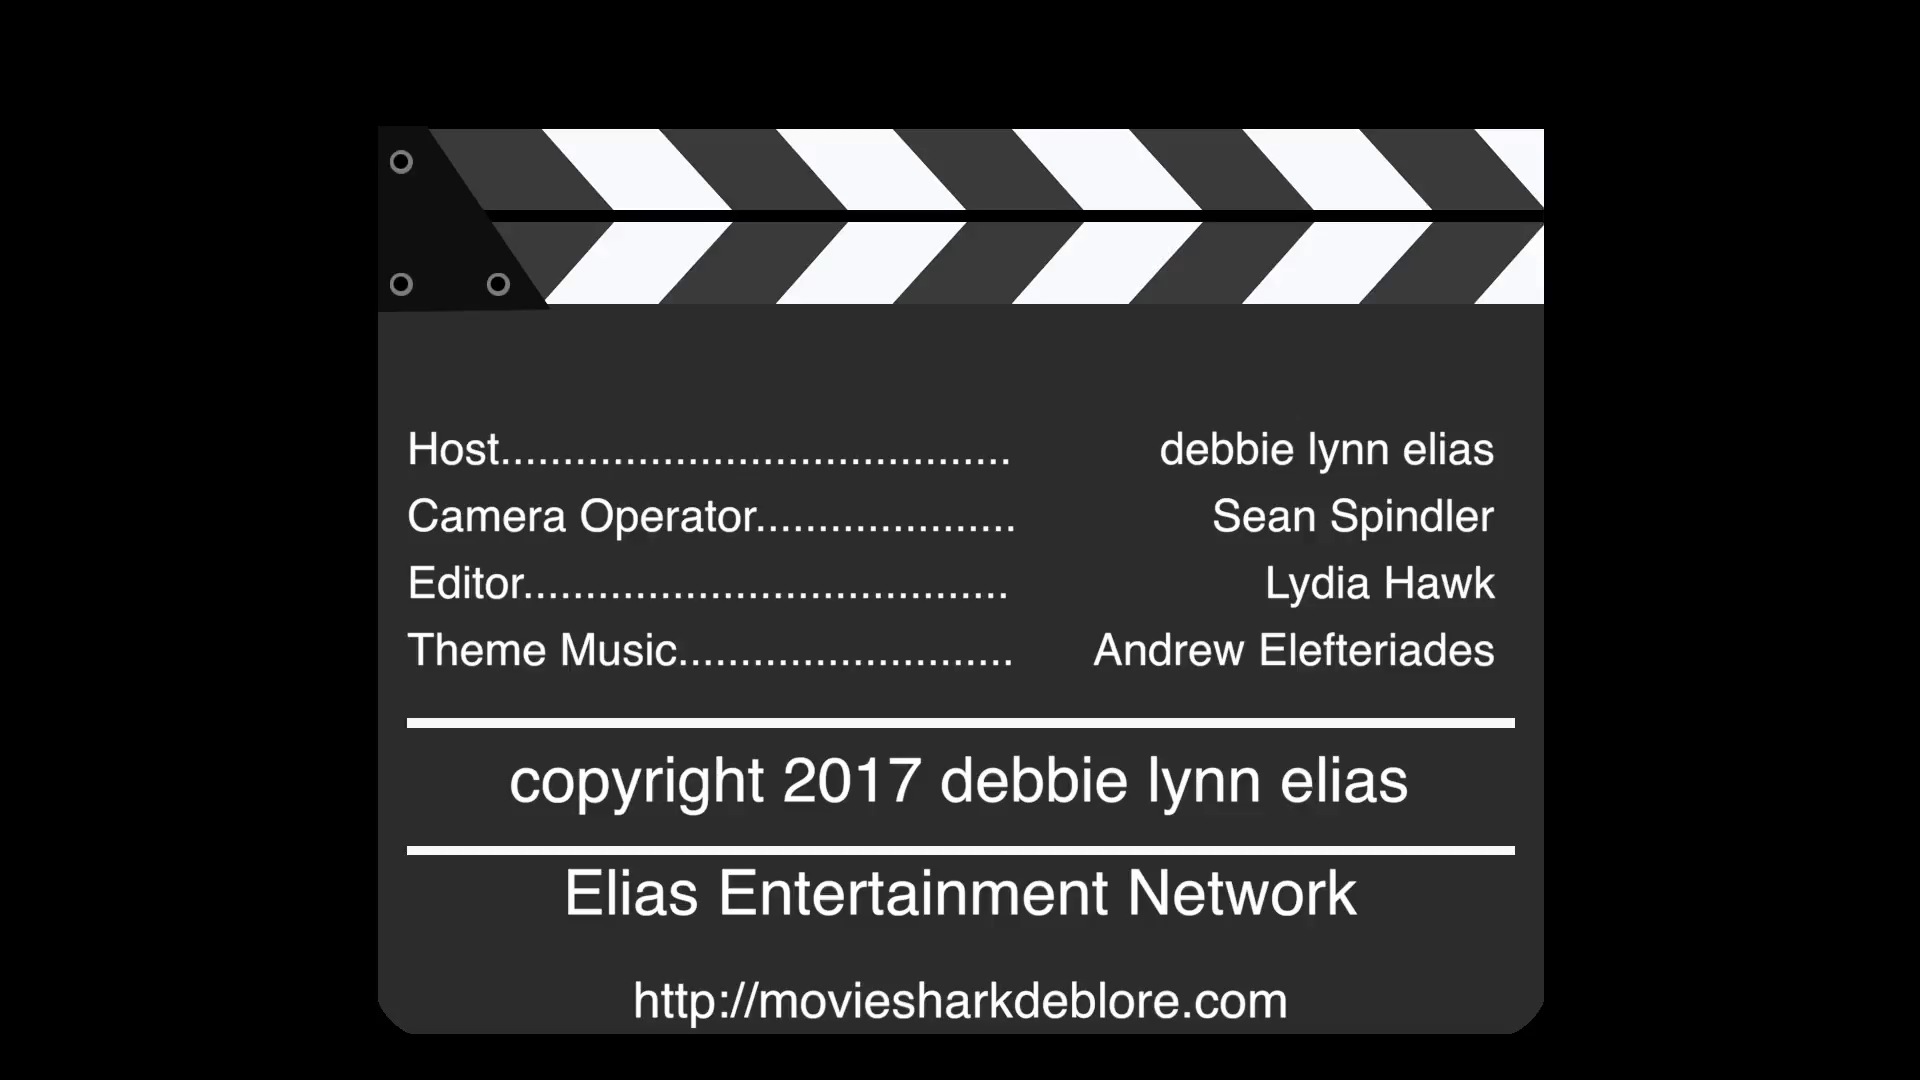 Host......................................... debbie lynn elias
Camera Operator..................... Sean Spindler
Editor....................................... Lydia Hawk
Theme Music........................... Andrew Elefteriades
copyright 2017 debbie lynn elias
Elias Entertainment Network
http://moviesharkdeblore.com